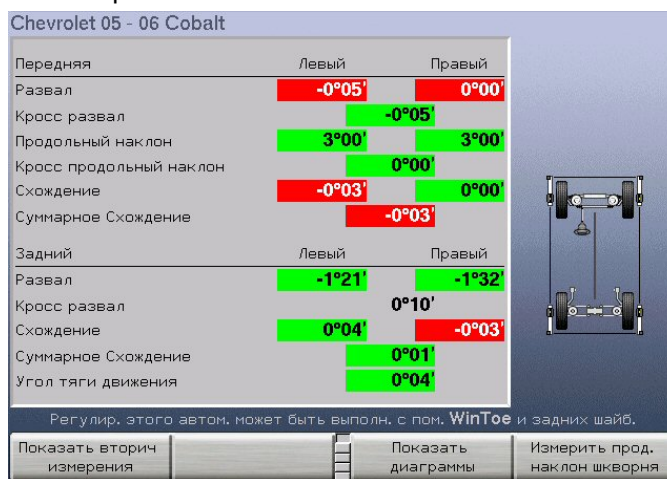 Chevrolet 05 - 06 Cobalt
Передняя Левый Правый
Развал -0°05' 0°00'
Кросс развал -0°05'
Продольный наклон 3°00' 3°00'
Кросс продольный наклон 0°00'
Схождение -0°03' 0°00'
Суммарное Схождение -0°03'
Задний Левый Правый
Развал -1°21' -1°32'
Кросс развал 0°10'
Схождение 0°04' -0°03'
Суммарное Схождение 0°01'
Угол тяги движения 0°04'
Регулир. этого автом. может быть выполн. с пом. WinToe и задних шайб.
Показать вторич измерения
Показать диаграммы
Измерить прод. наклон шкворня